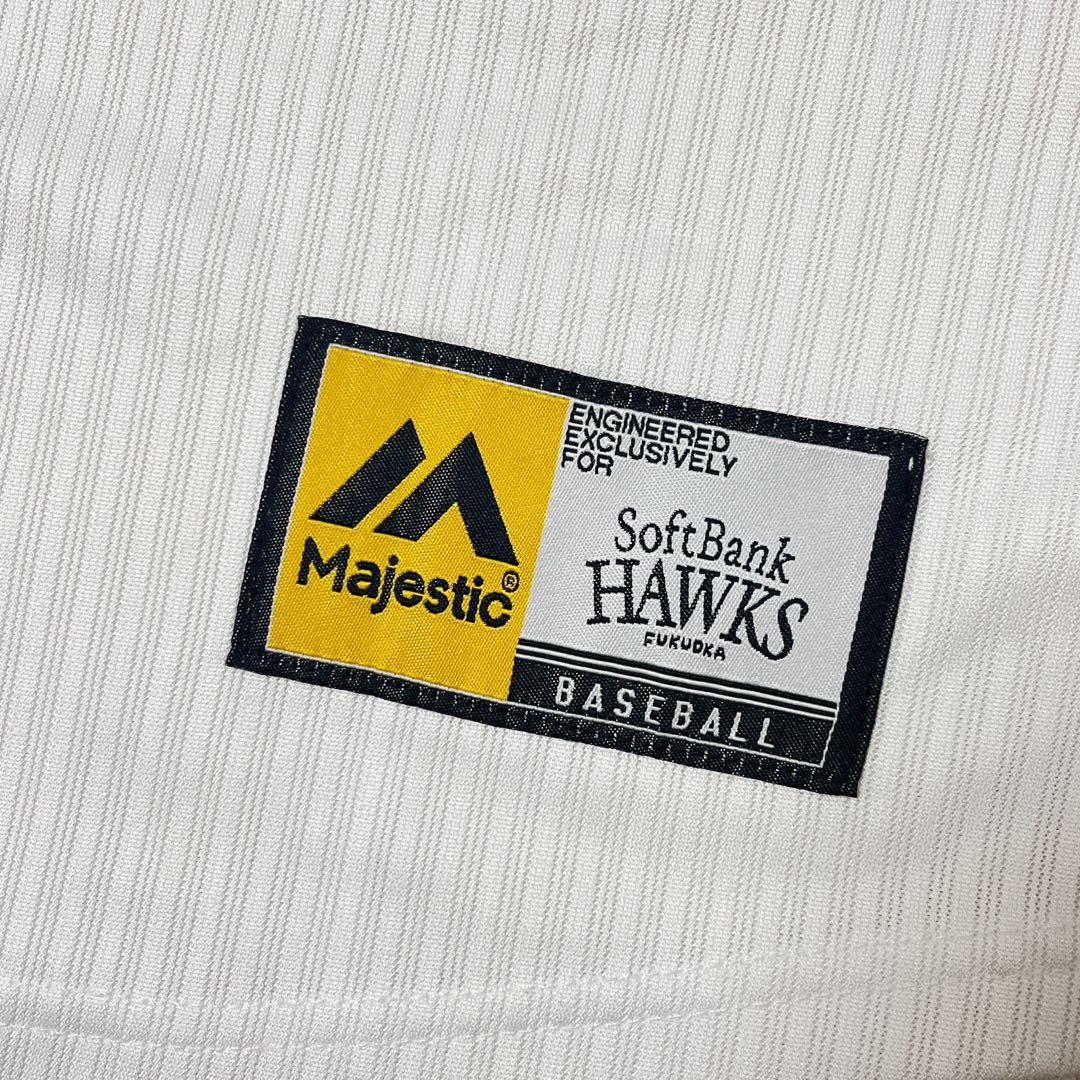 Majestic®
ENGINEERED
EXCLUSIVELY
FOR
SoftBank
HAWKS
FUKUOKA
BASEBALL